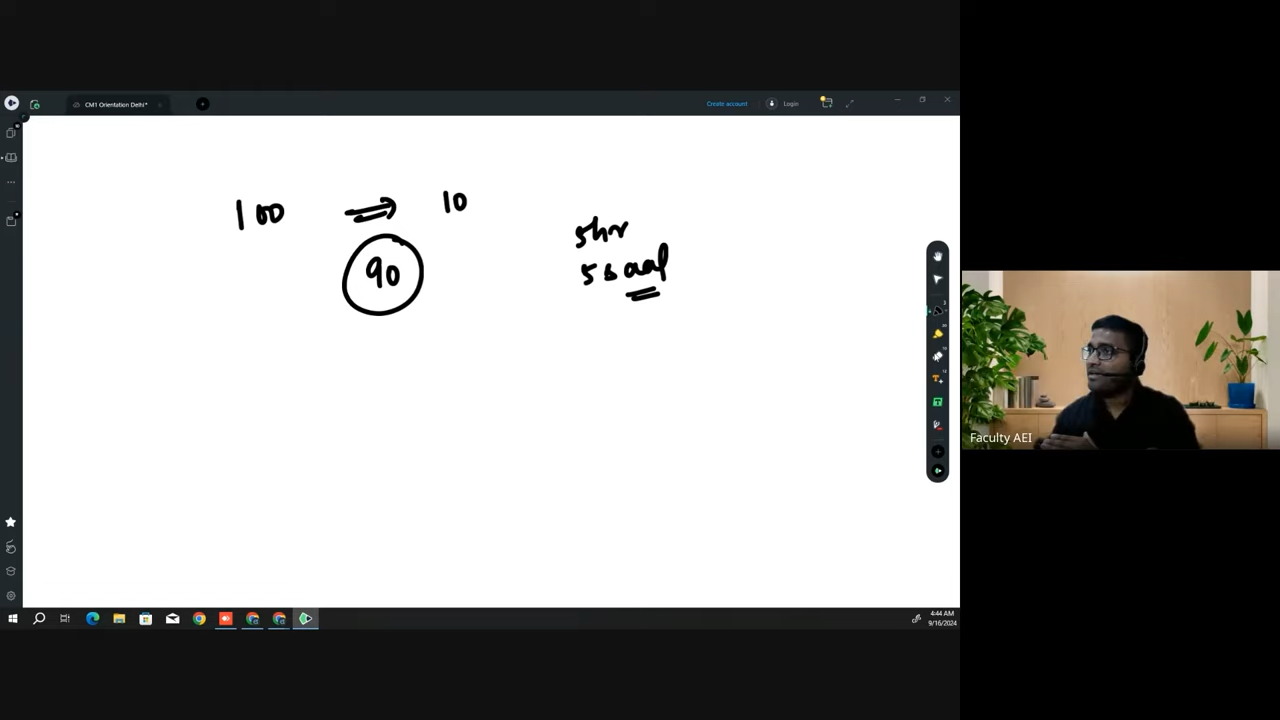 CM1 Orientation Delhi*
Create account
Login
100 ⇒ 10
90
5hr
5 saal
Faculty AEI
4:44 AM
9/16/2024